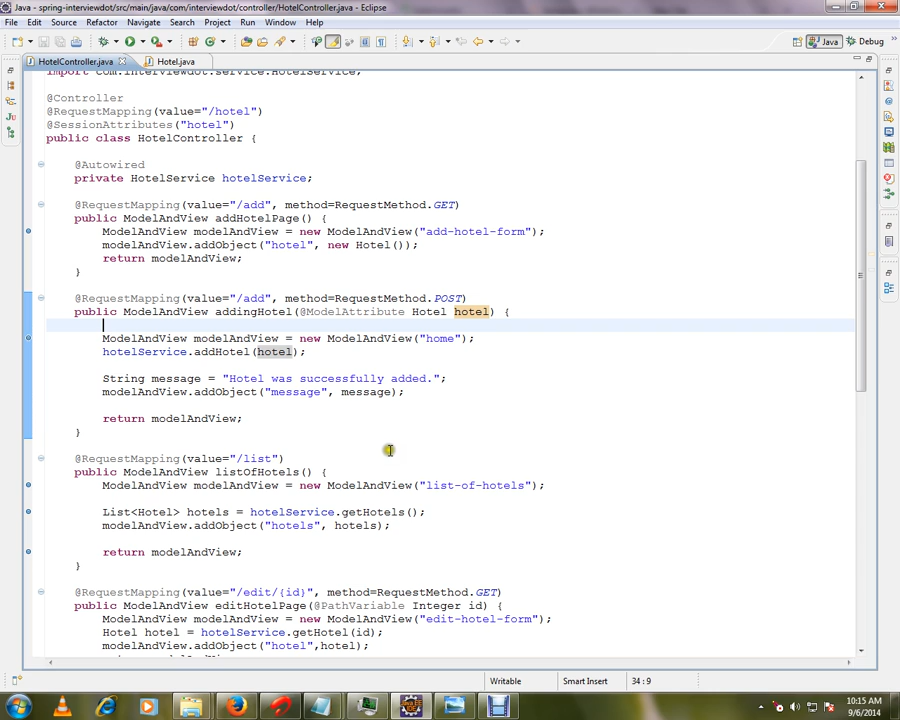 Java - spring-interviewdot/src/main/java/com/interviewdot/controller/HotelController.java - Eclipse
File Edit Source Refactor Navigate Search Project Run Window Help
Java Debug
HotelController.java Hotel.java
import com.interviewdot.service.HotelService;
@Controller
@RequestMapping(value="/hotel")
@SessionAttributes("hotel")
public class HotelController {
@Autowired
private HotelService hotelService;
@RequestMapping(value="/add", method=RequestMethod.GET)
public ModelAndView addHotelPage() {
ModelAndView modelAndView = new ModelAndView("add-hotel-form");
modelAndView.addObject("hotel", new Hotel());
return modelAndView;
}
@RequestMapping(value="/add", method=RequestMethod.POST)
public ModelAndView addingHotel(@ModelAttribute Hotel hotel) {
ModelAndView modelAndView = new ModelAndView("home");
hotelService.addHotel(hotel);
String message = "Hotel was successfully added.";
modelAndView.addObject("message", message);
return modelAndView;
}
@RequestMapping(value="/list")
public ModelAndView listOfHotels() {
ModelAndView modelAndView = new ModelAndView("list-of-hotels");
List<Hotel> hotels = hotelService.getHotels();
modelAndView.addObject("hotels", hotels);
return modelAndView;
}
@RequestMapping(value="/edit/{id}", method=RequestMethod.GET)
public ModelAndView editHotelPage(@PathVariable Integer id) {
ModelAndView modelAndView = new ModelAndView("edit-hotel-form");
Hotel hotel = hotelService.getHotel(id);
modelAndView.addObject("hotel",hotel);
Writable Smart Insert 34 : 9
10:15 AM
9/6/2014